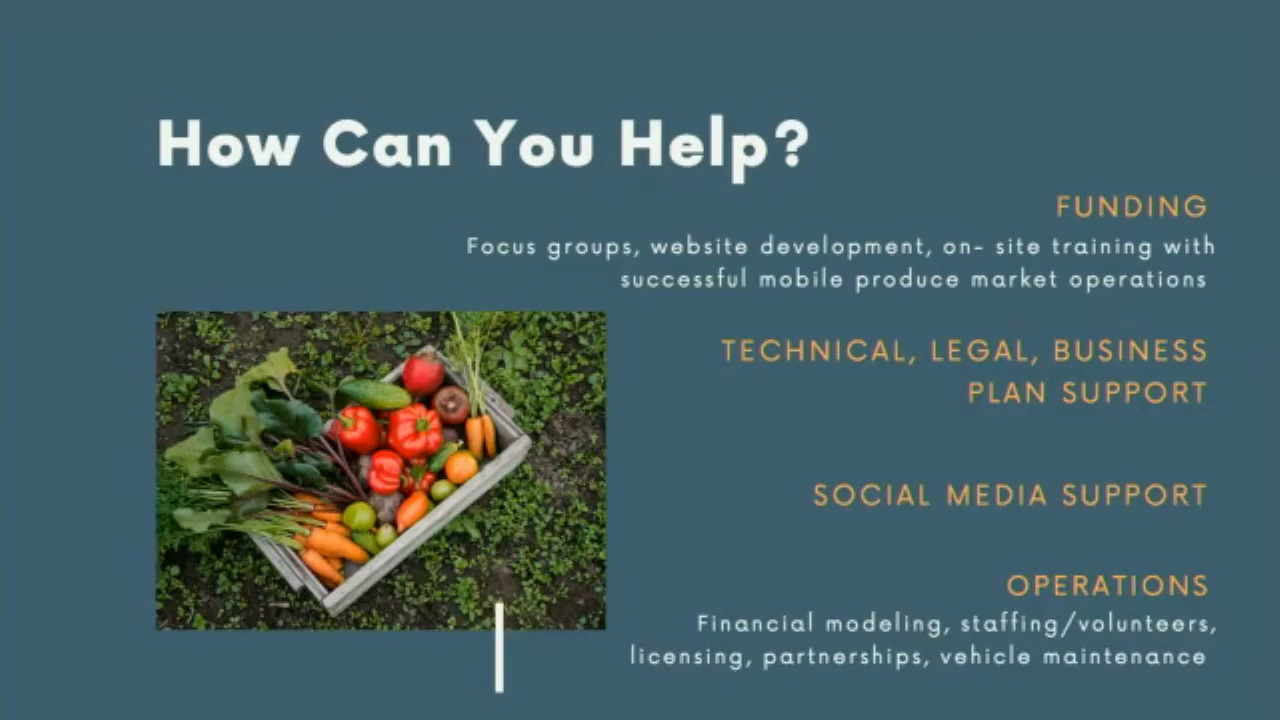 How Can You Help?
FUNDING
Focus groups, website development, on- site training with
successful mobile produce market operations
TECHNICAL, LEGAL, BUSINESS
PLAN SUPPORT
SOCIAL MEDIA SUPPORT
OPERATIONS
Financial modeling, staffing/volunteers,
licensing, partnerships, vehicle maintenance